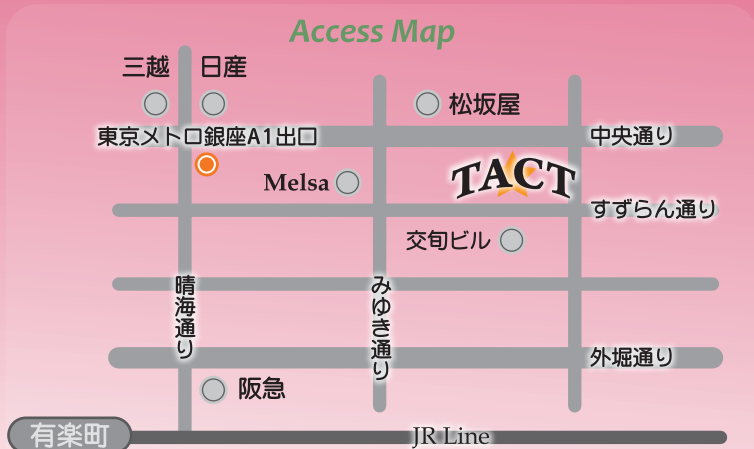 Access Map
三越
日産
松坂屋
東京メトロ銀座A1出口
中央通り
Melsa
TACT
すずらん通り
交旬ビル
晴海通り
みゆき通り
外堀通り
阪急
有楽町
JR Line